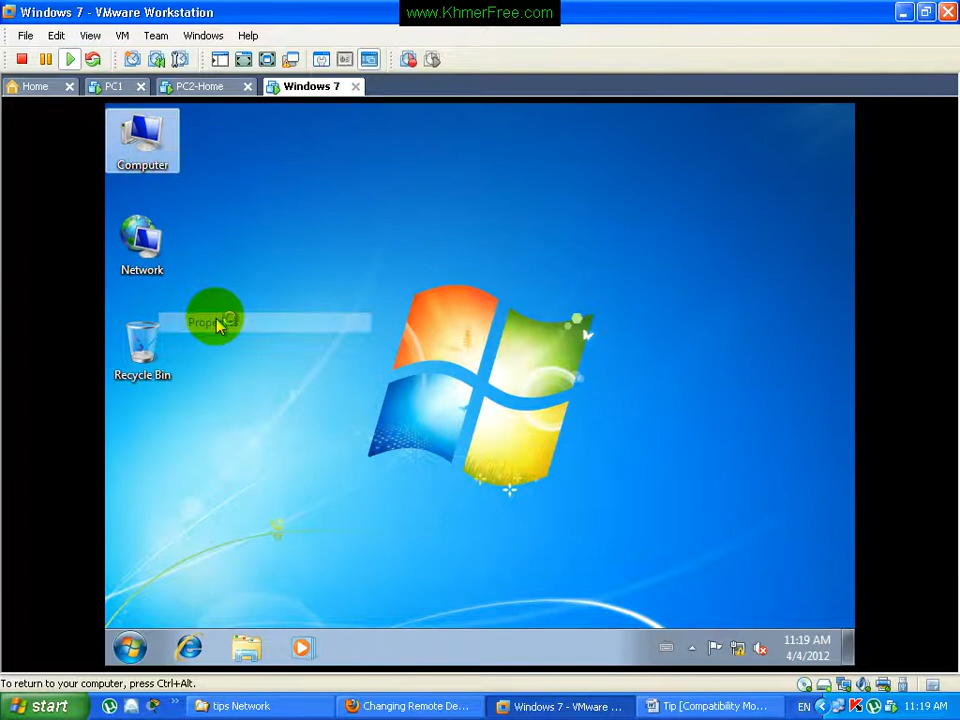 Windows 7 - VMware Workstation
www.KhmerFree.com
File Edit View VM Team Windows Help
Home PC1 PC2-Home Windows 7
Computer
Network
Properties
Recycle Bin
11:19 AM
4/4/2012
To return to your computer, press Ctrl+Alt.
start tips Network Changing Remote De... Windows 7 - VMware ... Tip [Compatibility Mo... EN 11:19 AM